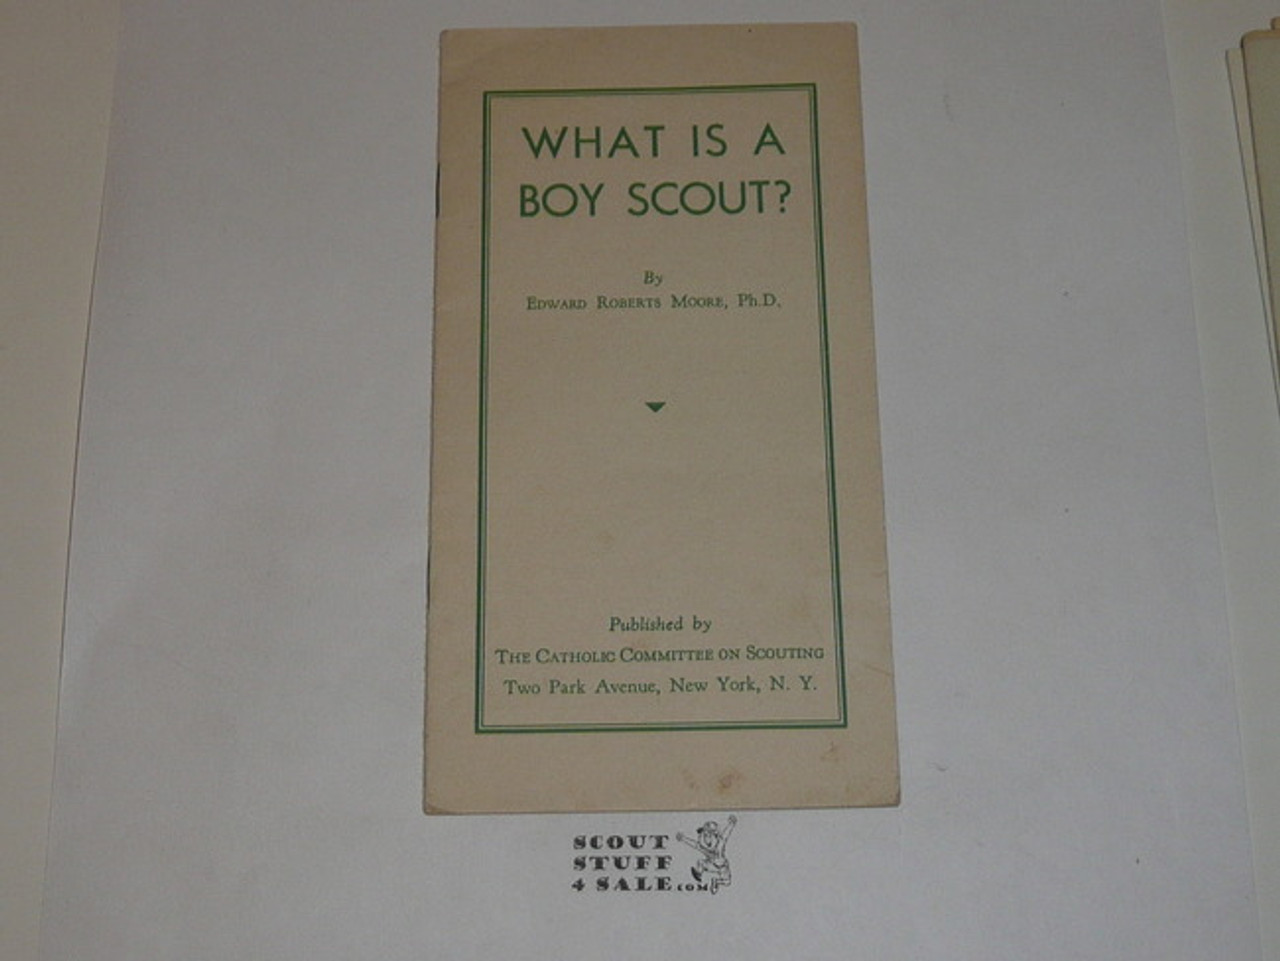 WHAT IS A
BOY SCOUT?
By
EDWARD ROBERTS MOORE, Ph.D.
Published by
THE CATHOLIC COMMITTEE ON SCOUTING
Two Park Avenue, New York, N. Y.
SCOUT
STUFF
4 SALE.COM